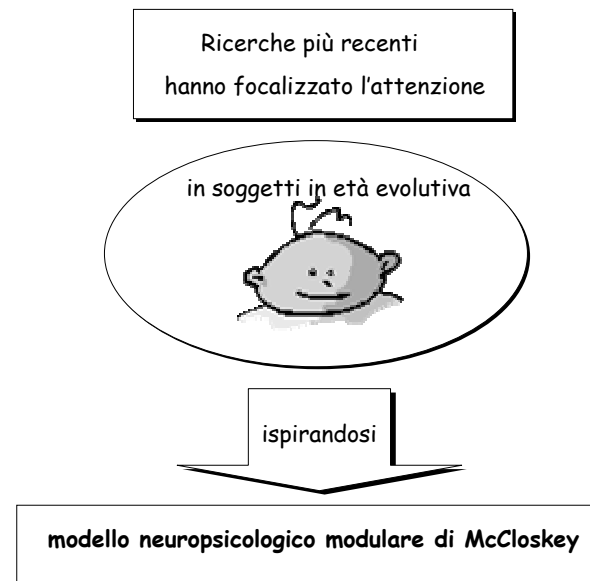 Ricerche più recenti
hanno focalizzato l'attenzione
in soggetti in età evolutiva
ispirandosi
modello neuropsicologico modulare di McCloskey